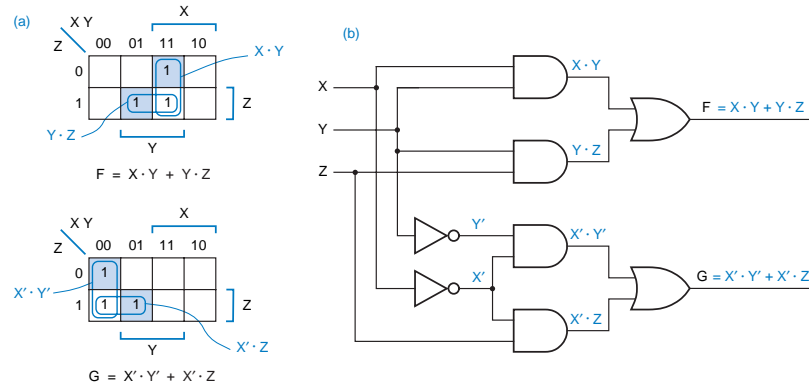 (a)
X
X Y
Z
00 01 11 10
X · Y
0
1
1
1
1
Z
Y · Z
Y
F = X·Y + Y·Z
X
X Y
Z
00 01 11 10
0
1
X′·Y′
1
1
1
Z
X′·Z
Y
G = X′·Y′ + X′·Z
(b)
X
Y
Z
X·Y
Y·Z
F = X·Y + Y·Z
Y′
X′·Y′
X′
G = X′·Y′ + X′·Z
X′·Z